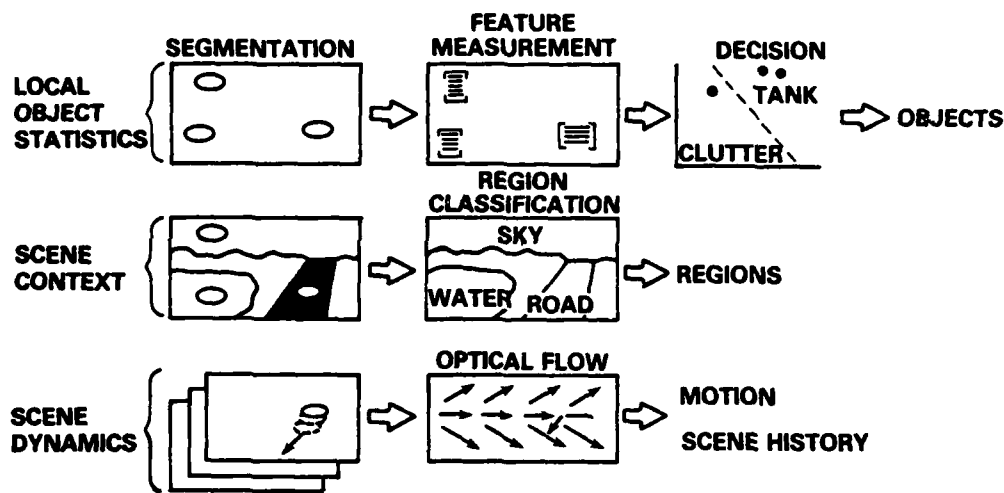 SEGMENTATION
FEATURE
MEASUREMENT
LOCAL
OBJECT
STATISTICS
DECISION
TANK
CLUTTER
OBJECTS
SCENE
CONTEXT
REGION
CLASSIFICATION
SKY
WATER
ROAD
REGIONS
SCENE
DYNAMICS
OPTICAL FLOW
MOTION
SCENE HISTORY